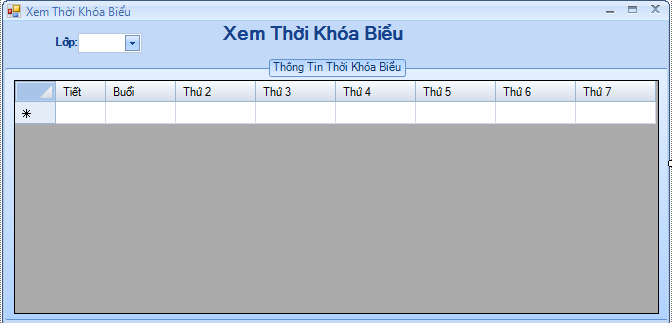 Xem Thời Khóa Biểu
Xem Thời Khóa Biểu
Lớp:
Thông Tin Thời Khóa Biểu
Tiết Buổi Thứ 2 Thứ 3 Thứ 4 Thứ 5 Thứ 6 Thứ 7